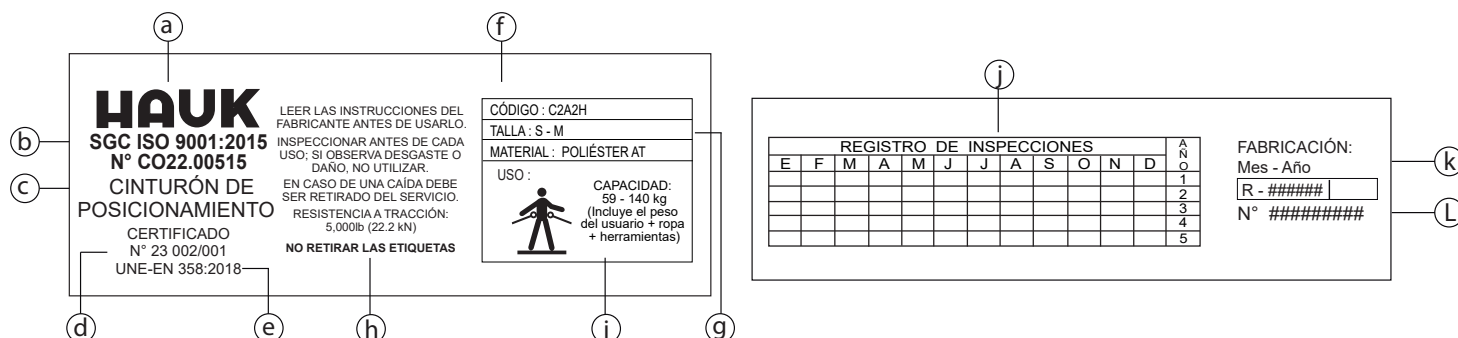 a
f
b
c
HAUK
SGC ISO 9001:2015
N° CO22.00515
CINTURÓN DE
POSICIONAMIENTO
CERTIFICADO
N° 23 002/001
UNE-EN 358:2018
d
e
LEER LAS INSTRUCCIONES DEL
FABRICANTE ANTES DE USARLO.
INSPECCIONAR ANTES DE CADA
USO; SI OBSERVA DESGASTE O
DAÑO, NO UTILIZAR.
EN CASO DE UNA CAÍDA DEBE
SER RETIRADO DEL SERVICIO.
RESISTENCIA A TRACCIÓN:
5,000lb (22.2 kN)
NO RETIRAR LAS ETIQUETAS
h
CÓDIGO : C2A2H
TALLA : S - M
MATERIAL : POLIÉSTER AT
USO :
CAPACIDAD:
59 - 140 kg
(Incluye el peso
del usuario + ropa
+ herramientas)
i
g
j
REGISTRO DE INSPECCIONES
E F M A M J J A S O N D
AÑO
1
2
3
4
5
FABRICACIÓN:
Mes - Año
R - ######
N° #########
k
L